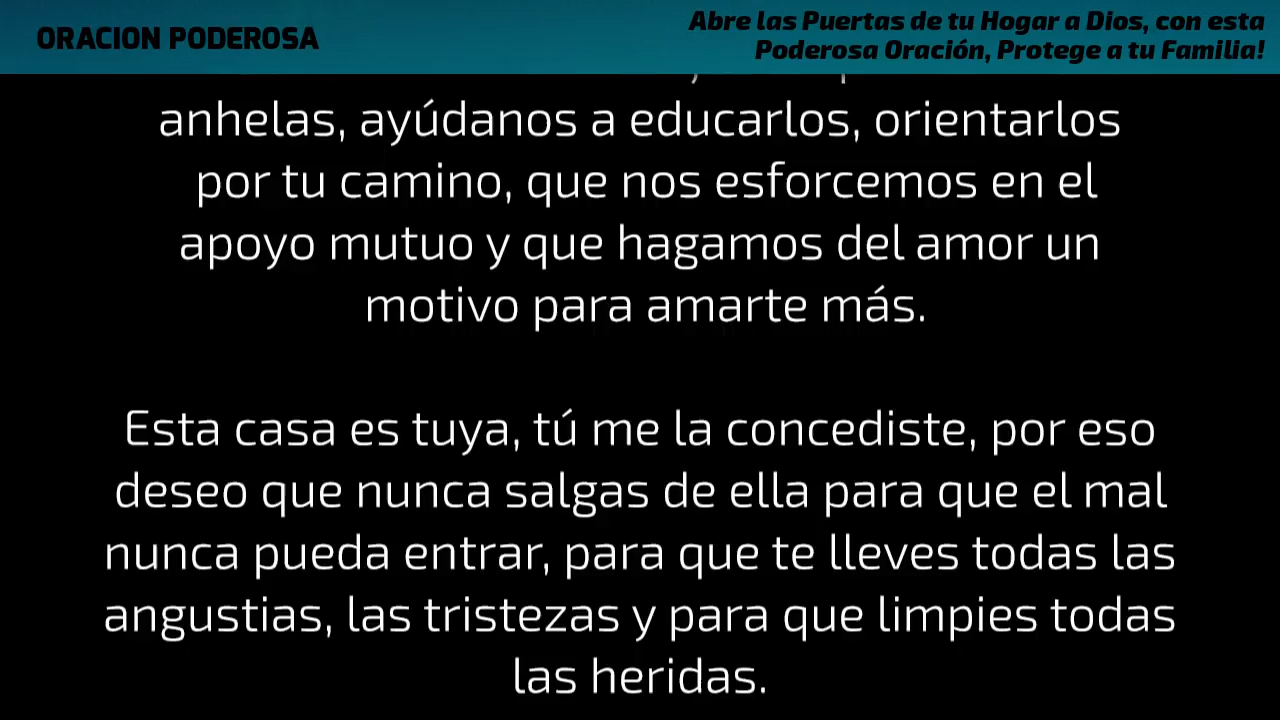 ORACION PODEROSA
Abre las Puertas de tu Hogar a Dios, con esta
Poderosa Oración, Protege a tu Familia!
anhelas, ayúdanos a educarlos, orientarlos
por tu camino, que nos esforcemos en el
apoyo mutuo y que hagamos del amor un
motivo para amarte más.
Esta casa es tuya, tú me la concediste, por eso
deseo que nunca salgas de ella para que el mal
nunca pueda entrar, para que te lleves todas las
angustias, las tristezas y para que limpies todas
las heridas.